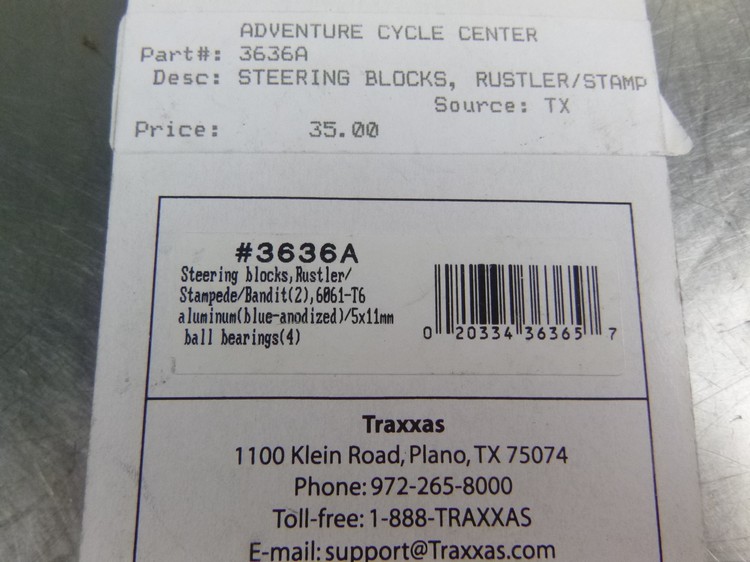 ADVENTURE CYCLE CENTER
Part#: 3636A
Desc: STEERING BLOCKS, RUSTLER/STAMP
Source: TX
Price: 35.00
#3636A
Steering blocks,Rustler/
Stampede/Bandit(2),6061-T6
aluminum(blue-anodized)/5x11mm
ball bearings(4)
0 20334 36365 7
Traxxas
1100 Klein Road, Plano, TX 75074
Phone: 972-265-8000
Toll-free: 1-888-TRAXXAS
E-mail: support@Traxxas.com